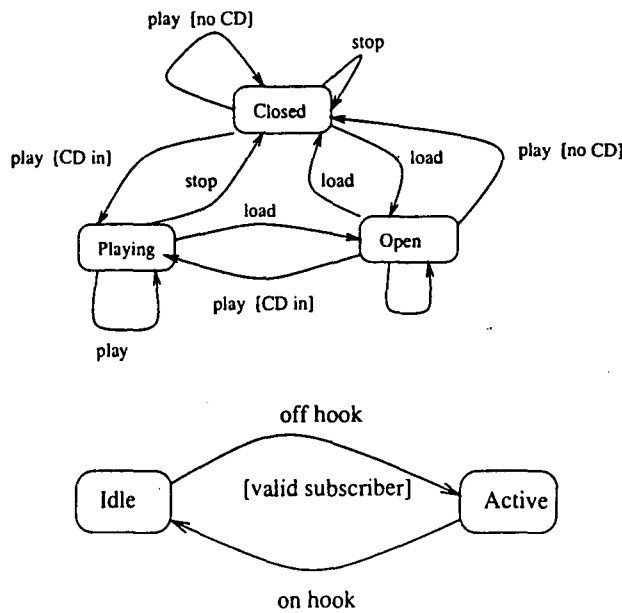 play [no CD]
stop
Closed
play [CD in]
stop
load
load
play [no CD]
load
Playing
Open
play [CD in]
play
off hook
Idle
[valid subscriber]
Active
on hook